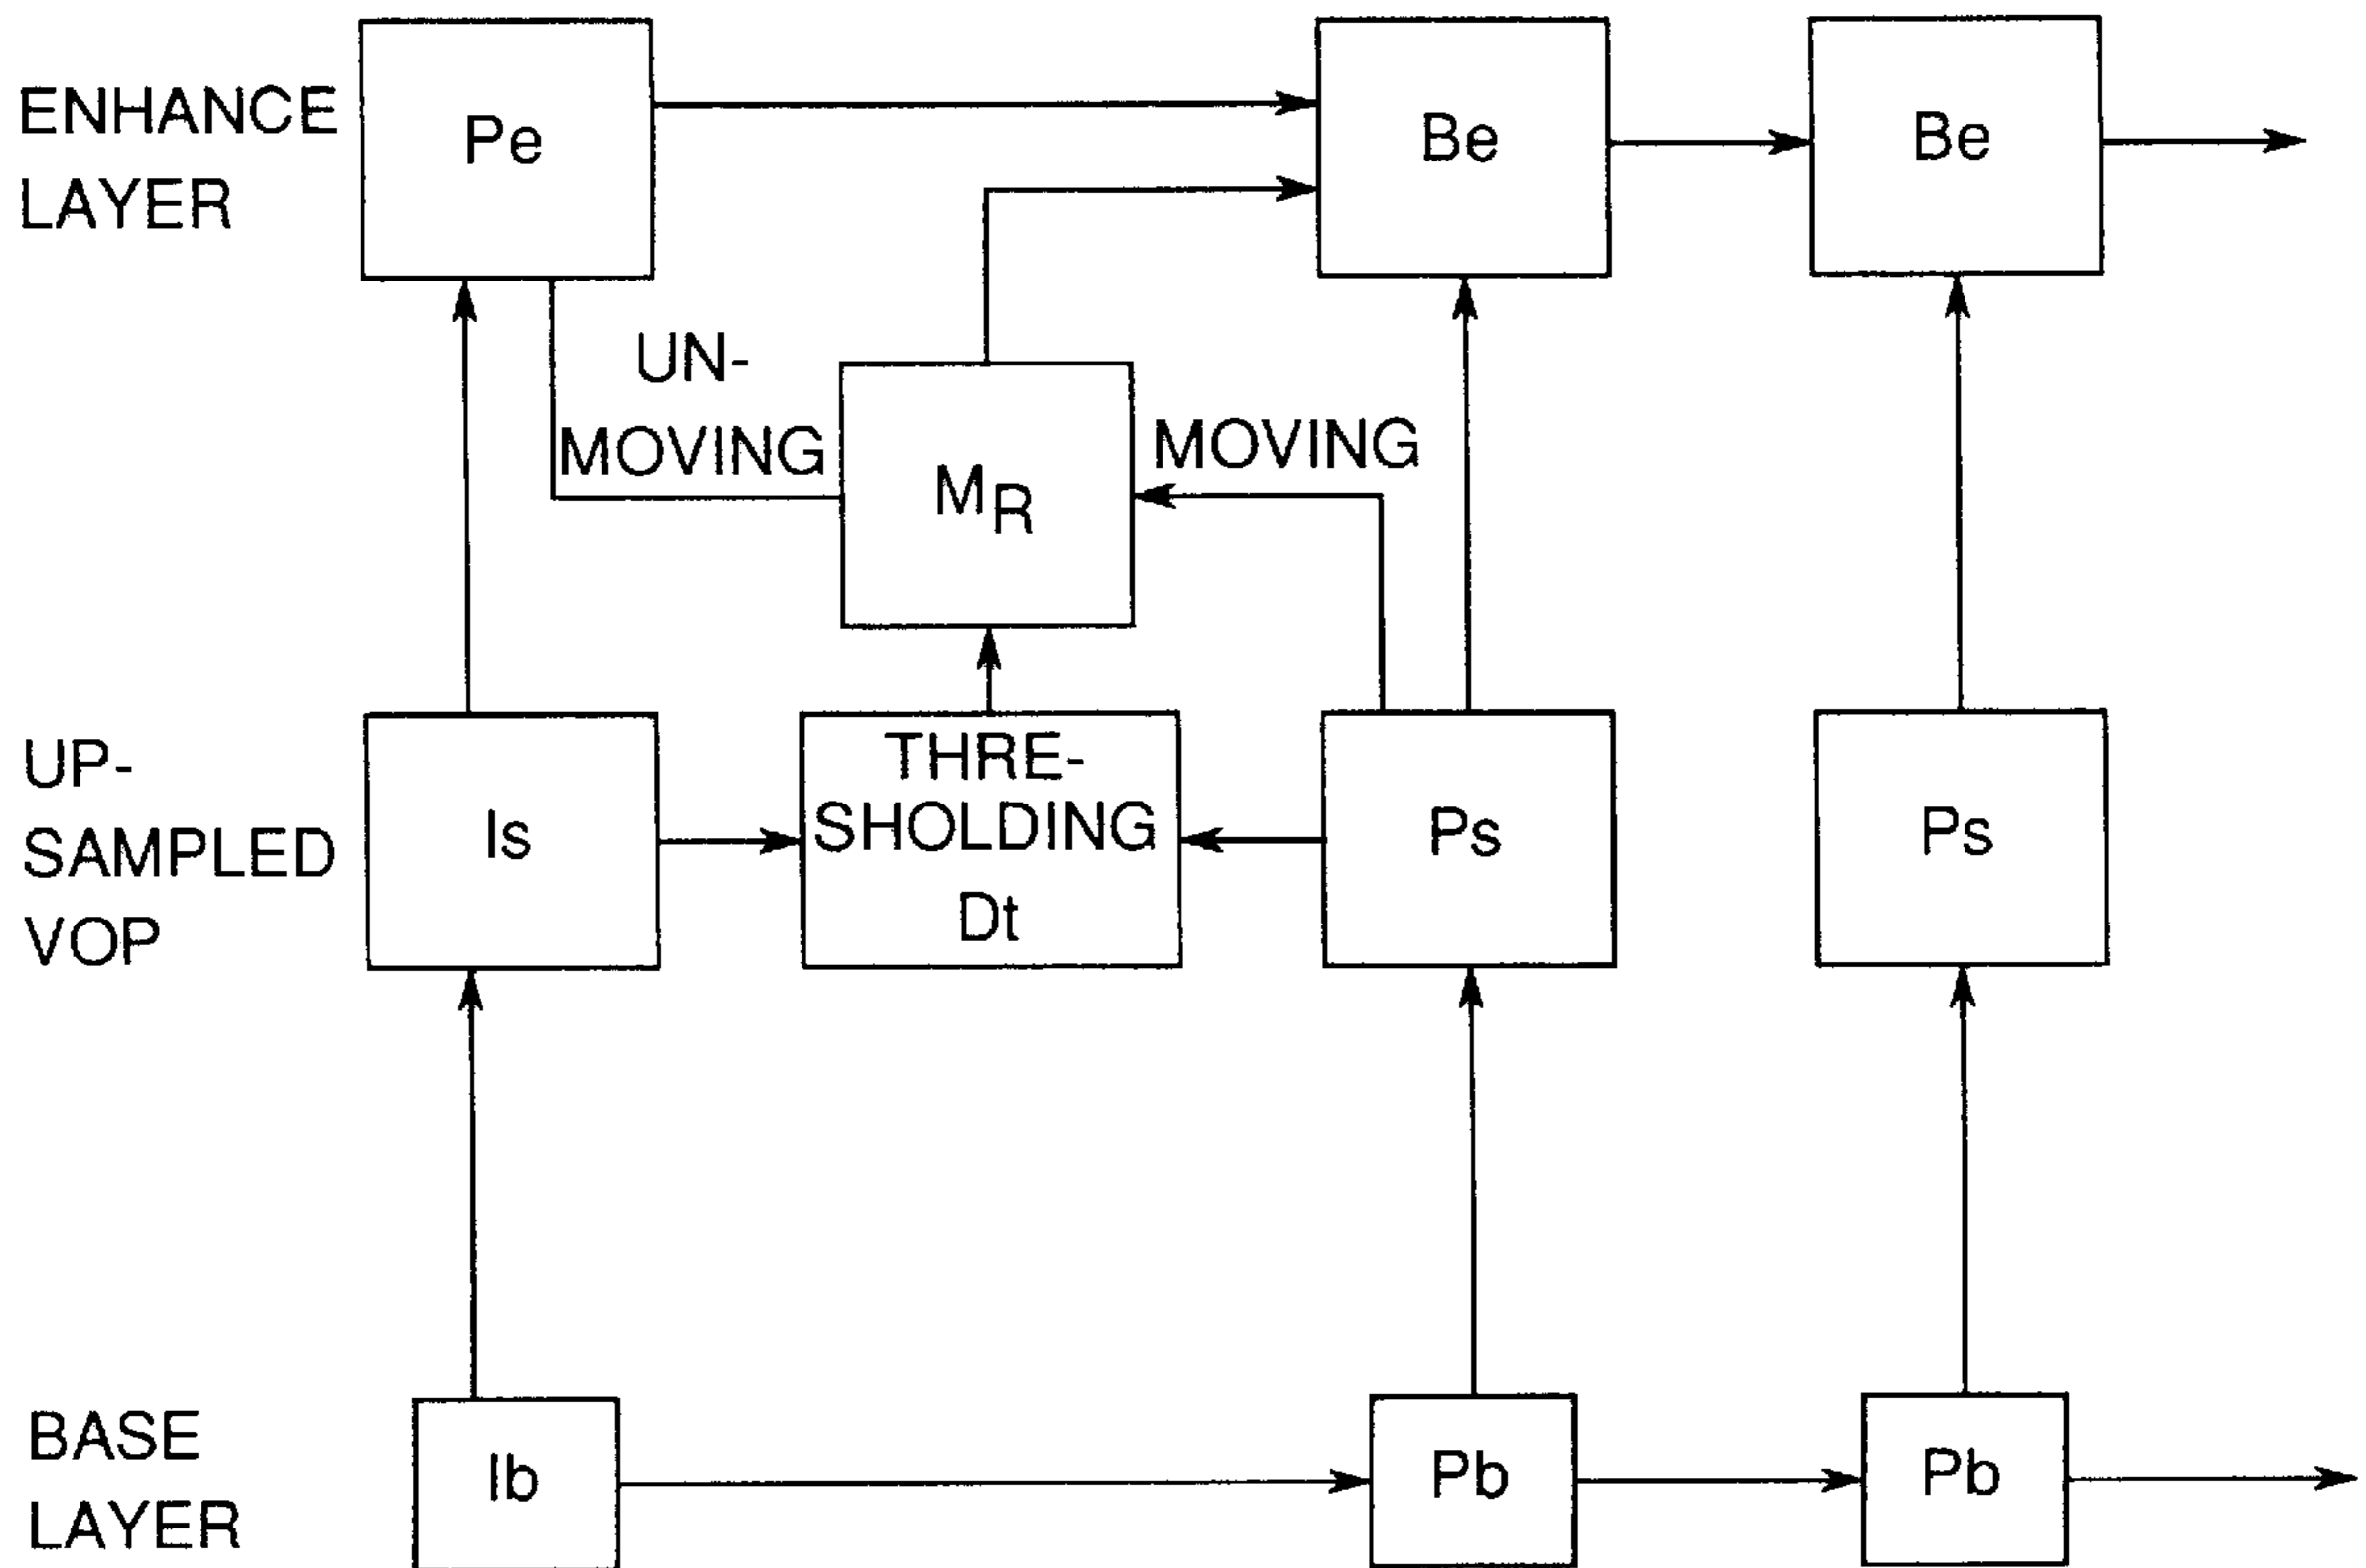 ENHANCE
LAYER
Pe
Be
Be
UN-
MOVING
MR
MOVING
UP-
SAMPLED
VOP
Is
THRE-
SHOLDING
Dt
Ps
Ps
BASE
LAYER
Ib
Pb
Pb